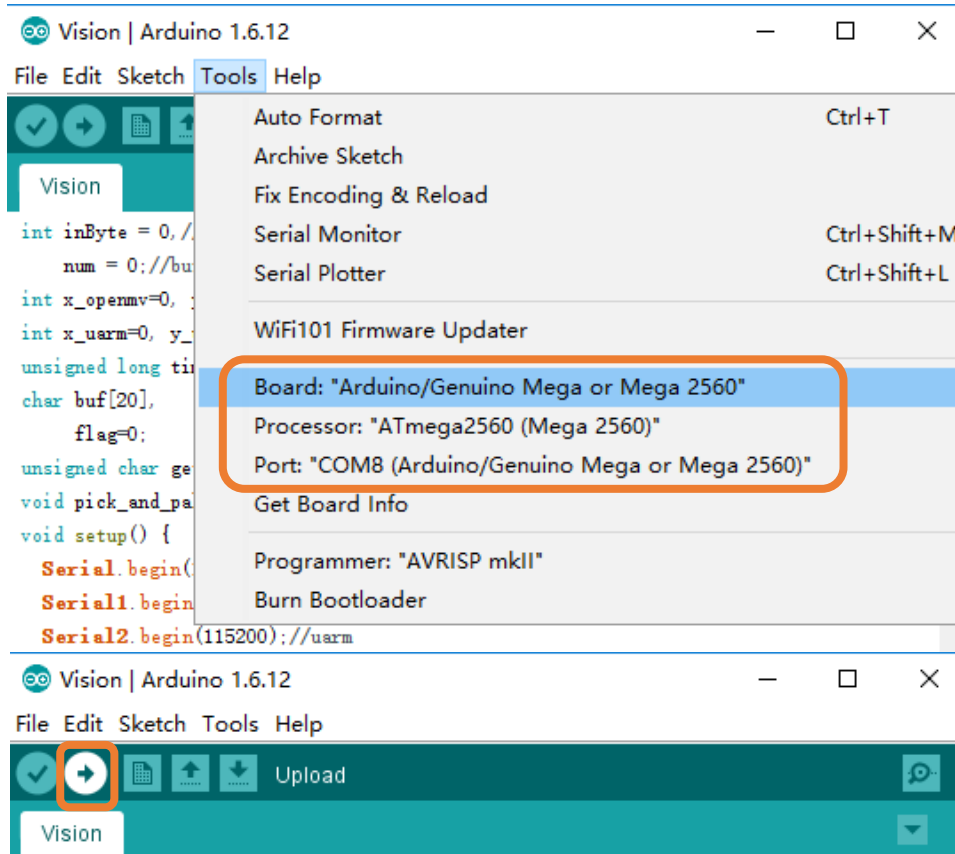 Vision | Arduino 1.6.12
File Edit Sketch Tools Help
Auto Format Ctrl+T
Archive Sketch
Fix Encoding & Reload
Serial Monitor Ctrl+Shift+M
Serial Plotter Ctrl+Shift+L
WiFi101 Firmware Updater
Board: "Arduino/Genuino Mega or Mega 2560"
Processor: "ATmega2560 (Mega 2560)"
Port: "COM8 (Arduino/Genuino Mega or Mega 2560)"
Get Board Info
Programmer: "AVRISP mkII"
Burn Bootloader
Vision
int inByte = 0,/
num = 0;//bu
int x_openmv=0,
int x_uarm=0, y_
unsigned long ti
char buf[20],
flag=0;
unsigned char ge
void pick_and_pa
void setup() {
Serial.begin(
Serial1.begin
Serial2.begin(115200);//uarm
Vision | Arduino 1.6.12
File Edit Sketch Tools Help
Upload
Vision